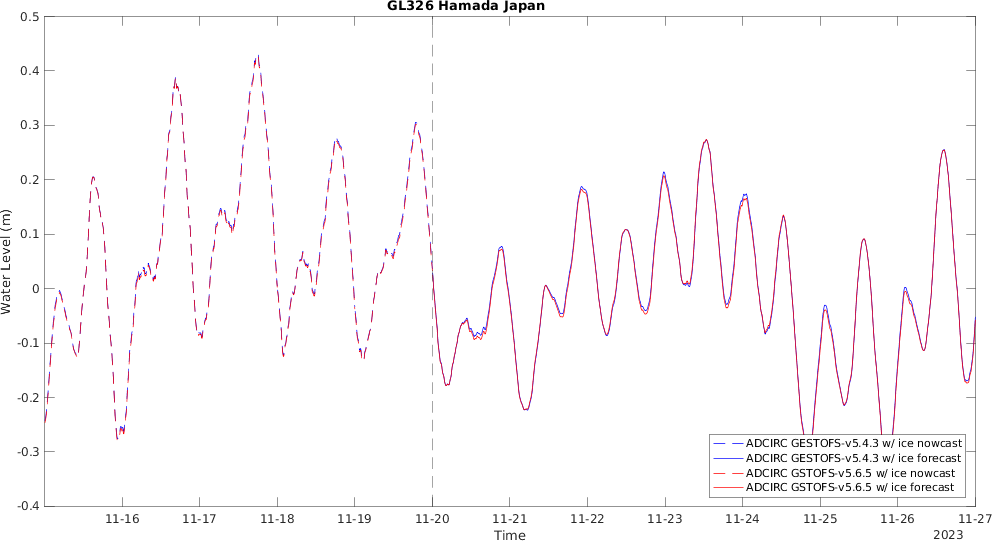 GL326 Hamada Japan
0.5
0.4
0.3
0.2
0.1
0
-0.1
-0.2
-0.3
-0.4
Water Level (m)
ADCIRC GESTOFS-v5.4.3 w/ ice nowcast
ADCIRC GESTOFS-v5.4.3 w/ ice forecast
ADCIRC GSTOFS-v5.6.5 w/ ice nowcast
ADCIRC GSTOFS-v5.6.5 w/ ice forecast
11-16 11-17 11-18 11-19 11-20 11-21 11-22 11-23 11-24 11-25 11-26 11-27
Time
2023